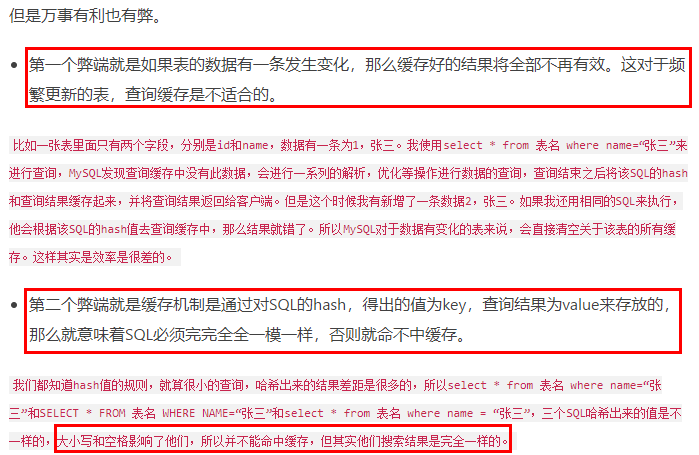 但是万事有利也有弊。
第一个弊端就是如果表的数据有一条发生变化，那么缓存好的结果将全部不再有效。这对于频
繁更新的表，查询缓存是不适合的。
比如一张表里面只有两个字段，分别是id和name，数据有一条为1，张三。我使用select * from 表名 where name=“张三”来
进行查询，MySQL发现查询缓存中没有此数据，会进行一系列的解析，优化等操作进行数据的查询，查询结束之后将该SQL的hash
和查询结果缓存起来，并将查询结果返回给客户端。但是这个时候我有新增了一条数据2，张三。如果我还用相同的SQL来执行，
他会根据该SQL的hash值去查询缓存中，那么结果就错了。所以MySQL对于数据有变化的表来说，会直接清空关于该表的所有缓
存。这样其实是效率是很差的。
第二个弊端就是缓存机制是通过对SQL的hash，得出的值为key，查询结果为value来存放的，
那么就意味着SQL必须完完全全一模一样，否则就命不中缓存。
我们都知道hash值的规则，就算很小的查询，哈希出来的结果差距是很多的，所以select * from 表名 where name=“张
三”和SELECT * FROM 表名 WHERE NAME=“张三”和select * from 表名 where name = “张三”，三个SQL哈希出来的值是不
一样的，大小写和空格影响了他们，所以并不能命中缓存，但其实他们搜索结果是完全一样的。